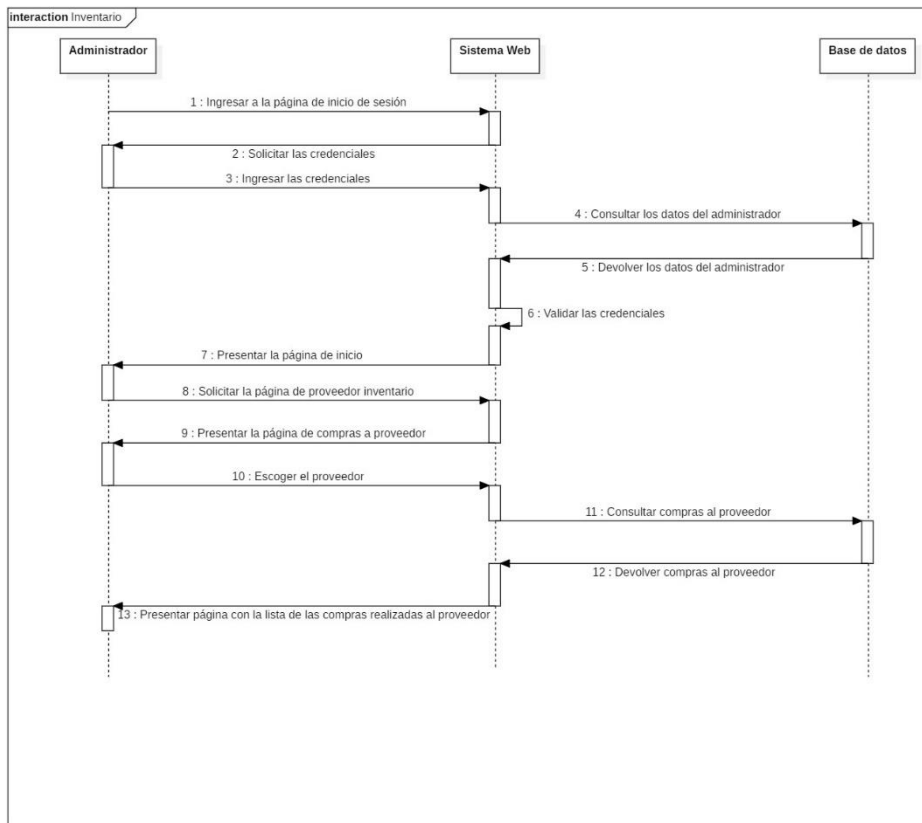 interaction Inventario
Administrador
Sistema Web
Base de datos
1 : Ingresar a la página de inicio de sesión
2 : Solicitar las credenciales
3 : Ingresar las credenciales
4 : Consultar los datos del administrador
5 : Devolver los datos del administrador
6 : Validar las credenciales
7 : Presentar la página de inicio
8 : Solicitar la página de proveedor inventario
9 : Presentar la página de compras a proveedor
10 : Escoger el proveedor
11 : Consultar compras al proveedor
12 : Devolver compras al proveedor
13 : Presentar página con la lista de las compras realizadas al proveedor